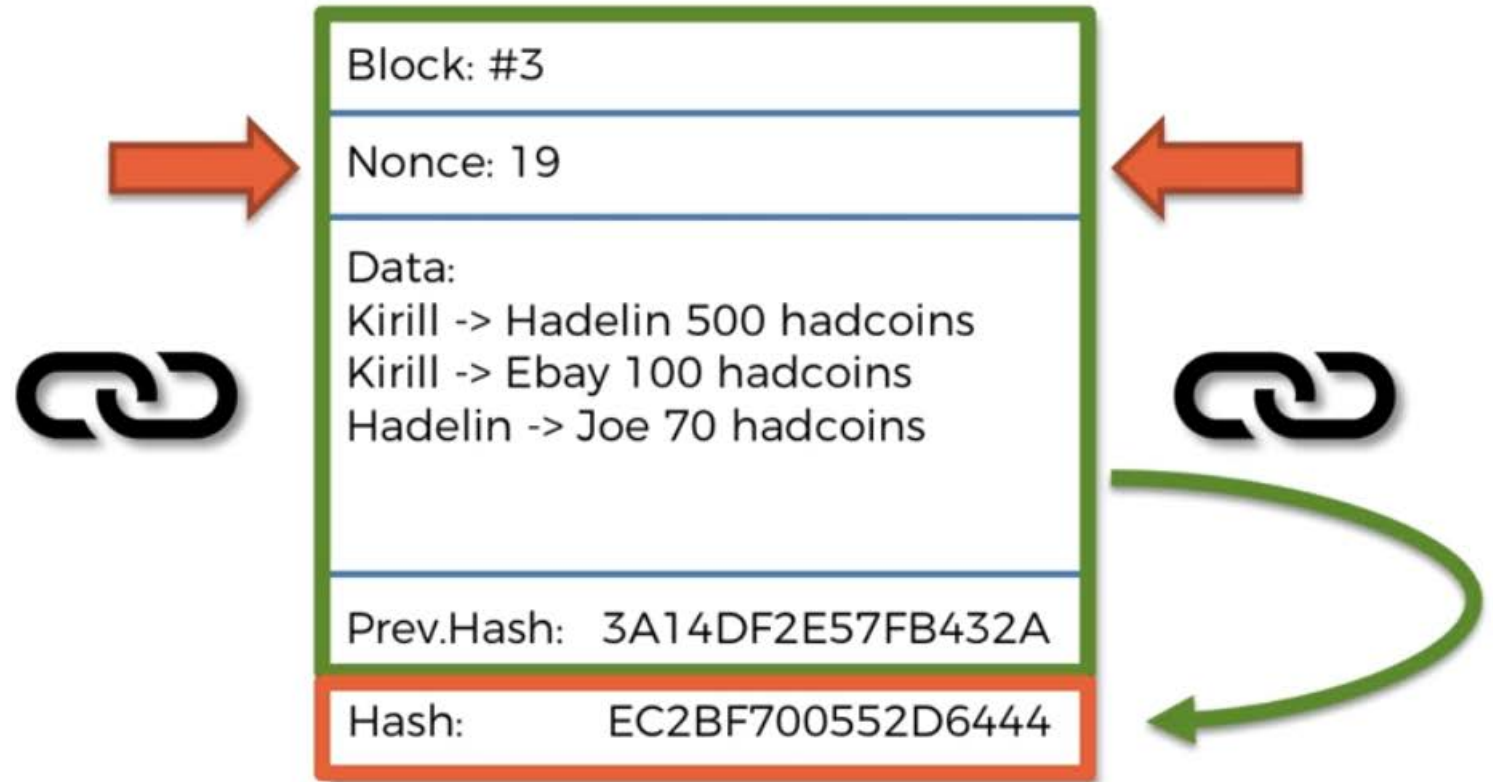 Block: #3
Nonce: 19
Data:
Kirill -> Hadelin 500 hadcoins
Kirill -> Ebay 100 hadcoins
Hadelin -> Joe 70 hadcoins
Prev.Hash: 3A14DF2E57FB432A
Hash: EC2BF700552D6444